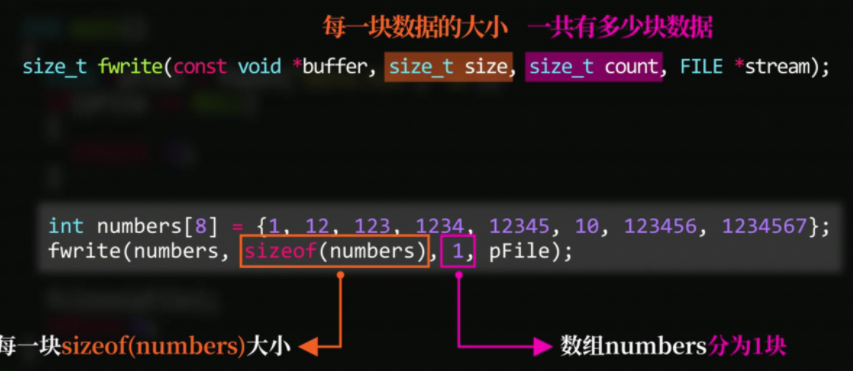 每一块数据的大小 一共有多少块数据
size_t fwrite(const void *buffer, size_t size, size_t count, FILE *stream);
int numbers[8] = {1, 12, 123, 1234, 12345, 10, 123456, 1234567};
fwrite(numbers, sizeof(numbers), 1, pFile);
每一块sizeof(numbers)大小 数组numbers分为1块